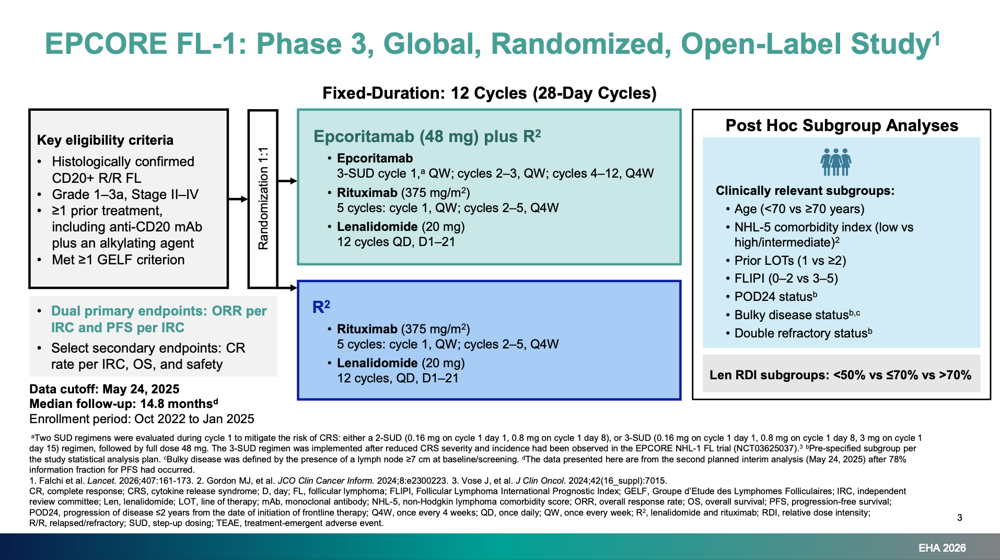 EPCORE FL-1: Phase 3, Global, Randomized, Open-Label Study¹
Fixed-Duration: 12 Cycles (28-Day Cycles)
Key eligibility criteria
• Histologically confirmed
CD20+ R/R FL
• Grade 1–3a, Stage II–IV
• ≥1 prior treatment,
including anti-CD20 mAb
plus an alkylating agent
• Met ≥1 GELF criterion
• Dual primary endpoints: ORR per
IRC and PFS per IRC
• Select secondary endpoints: CR
rate per IRC, OS, and safety
Data cutoff: May 24, 2025
Median follow-up: 14.8 monthsᵈ
Enrollment period: Oct 2022 to Jan 2025
Randomization 1:1
Epcoritamab (48 mg) plus R²
• Epcoritamab
3-SUD cycle 1,ᵃ QW; cycles 2–3, QW; cycles 4–12, Q4W
• Rituximab (375 mg/m²)
5 cycles: cycle 1, QW; cycles 2–5, Q4W
• Lenalidomide (20 mg)
12 cycles QD, D1–21
R²
• Rituximab (375 mg/m²)
5 cycles: cycle 1, QW; cycles 2–5, Q4W
• Lenalidomide (20 mg)
12 cycles, QD, D1–21
Post Hoc Subgroup Analyses
Clinically relevant subgroups:
• Age (<70 vs ≥70 years)
• NHL-5 comorbidity index (low vs
high/intermediate)²
• Prior LOTs (1 vs ≥2)
• FLIPI (0–2 vs 3–5)
• POD24 statusᵇ
• Bulky disease statusᵇ,ᶜ
• Double refractory statusᵇ
Len RDI subgroups: <50% vs ≤70% vs >70%
ᵃTwo SUD regimens were evaluated during cycle 1 to mitigate the risk of CRS: either a 2-SUD (0.16 mg on cycle 1 day 1, 0.8 mg on cycle 1 day 8), or 3-SUD (0.16 mg on cycle 1 day 1, 0.8 mg on cycle 1 day 8, 3 mg on cycle 1
day 15) regimen, followed by full dose 48 mg. The 3-SUD regimen was implemented after reduced CRS severity and incidence had been observed in the EPCORE NHL-1 FL trial (NCT03625037).³ ᵇPre-specified subgroup per
the study statistical analysis plan. ᶜBulky disease was defined by the presence of a lymph node ≥7 cm at baseline/screening. ᵈThe data presented here are from the second planned interim analysis (May 24, 2025) after 78%
information fraction for PFS had occurred.
1. Falchi et al. Lancet. 2026;407:161-173. 2. Gordon MJ, et al. JCO Clin Cancer Inform. 2024;8:e2300223. 3. Vose J, et al. J Clin Oncol. 2024;42(16_suppl):7015.
CR, complete response; CRS, cytokine release syndrome; D, day; FL, follicular lymphoma; FLIPI, Follicular Lymphoma International Prognostic Index; GELF, Groupe d’Etude des Lymphomes Folliculaires; IRC, independent
review committee; Len, lenalidomide; LOT, line of therapy; mAb, monoclonal antibody; NHL-5, non-Hodgkin lymphoma comorbidity score; ORR, overall response rate; OS, overall survival; PFS, progression-free survival;
POD24, progression of disease ≤2 years from the date of initiation of frontline therapy; Q4W, once every 4 weeks; QD, once daily; QW, once every week; R², lenalidomide and rituximab; RDI, relative dose intensity;
R/R, relapsed/refractory; SUD, step-up dosing; TEAE, treatment-emergent adverse event.
3
EHA 2026